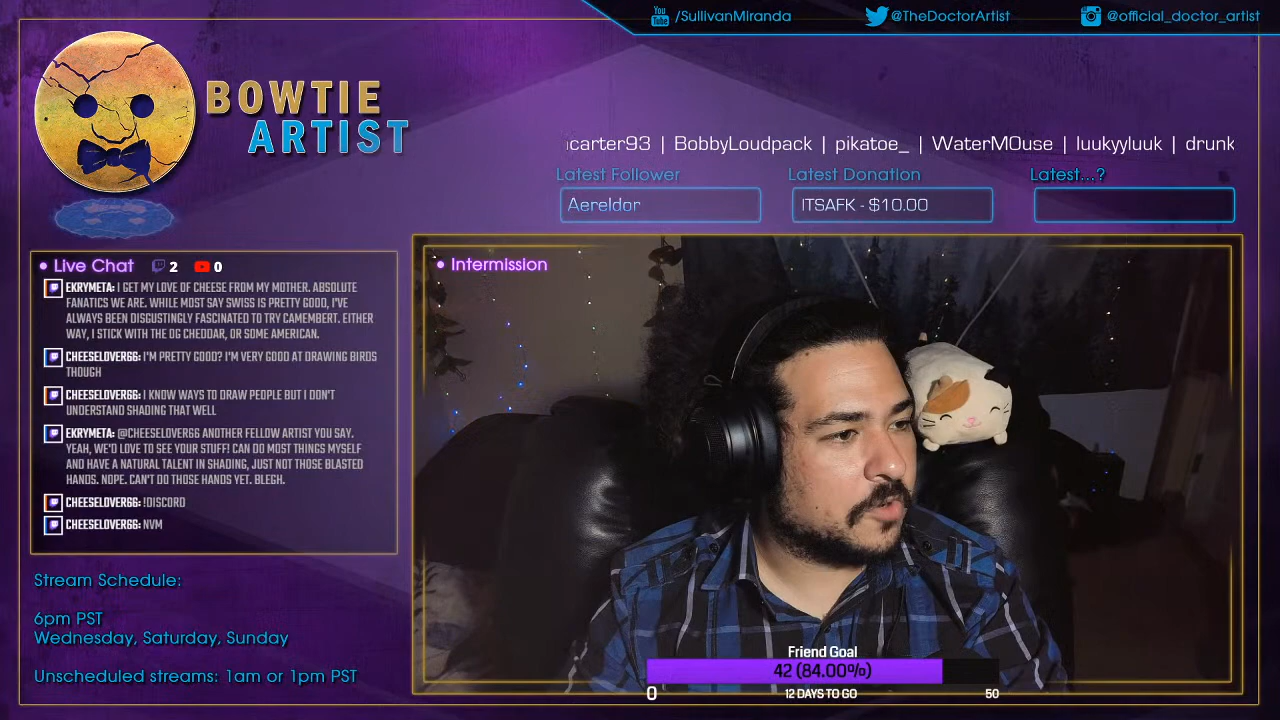 You
Tube
/SullivanMiranda
@TheDoctorArtist
@official_doctor_artist
BOWTIE
ARTIST
carter93 | BobbyLoudpack | pikatoe_ | WaterM0use | luukyyluuk | drunk
Latest Follower
Latest Donation
Latest...?
Aereldor
ITSAFK - $10.00
Live Chat
2
0
Intermission
EKRYMETA: I GET MY LOVE OF CHEESE FROM MY MOTHER. ABSOLUTE
FANATICS WE ARE. WHILE MOST SAY SWISS IS PRETTY GOOD, I'VE
ALWAYS BEEN DISGUSTINGLY FASCINATED TO TRY CAMEMBERT. EITHER
WAY, I STICK WITH THE OG CHEDDAR, OR SOME AMERICAN.
CHEESELOVER66: I'M PRETTY GOOD? I'M VERY GOOD AT DRAWING BIRDS
THOUGH
CHEESELOVER66: I KNOW WAYS TO DRAW PEOPLE BUT I DON'T
UNDERSTAND SHADING THAT WELL
EKRYMETA: @CHEESELOVER66 ANOTHER FELLOW ARTIST YOU SAY.
YEAH, WE'D LOVE TO SEE YOUR STUFF! CAN DO MOST THINGS MYSELF
AND HAVE A NATURAL TALENT IN SHADING, JUST NOT THOSE BLASTED
HANDS. NOPE. CAN'T DO THOSE HANDS YET. BLEGH.
CHEESELOVER66: !DISCORD
CHEESELOVER66: NVM
Stream Schedule:
6pm PST
Wednesday, Saturday, Sunday
Unscheduled streams: 1am or 1pm PST
Friend Goal
42 (84.00%)
0
12 DAYS TO GO
50